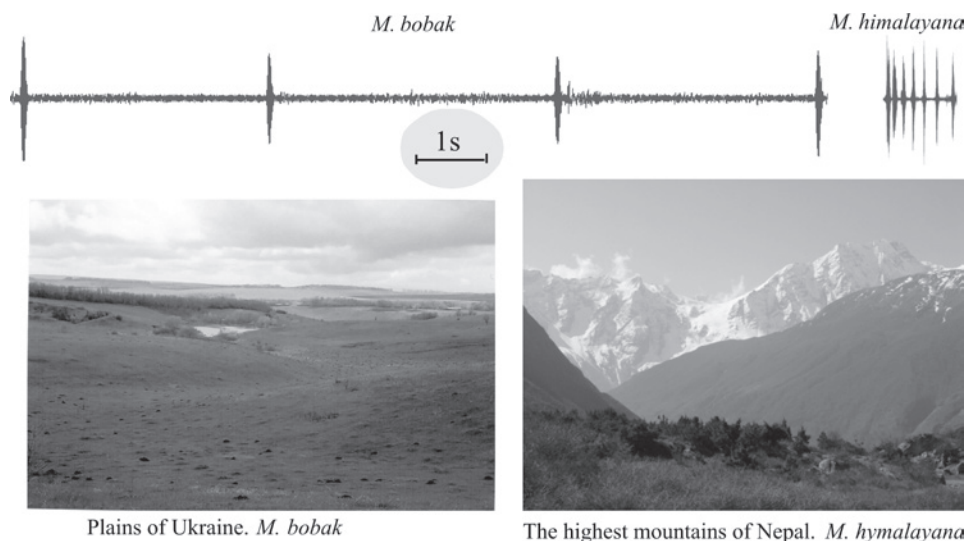 M. bobak
M. himalayana
1s
Plains of Ukraine. M. bobak
The highest mountains of Nepal. M. hymalayana